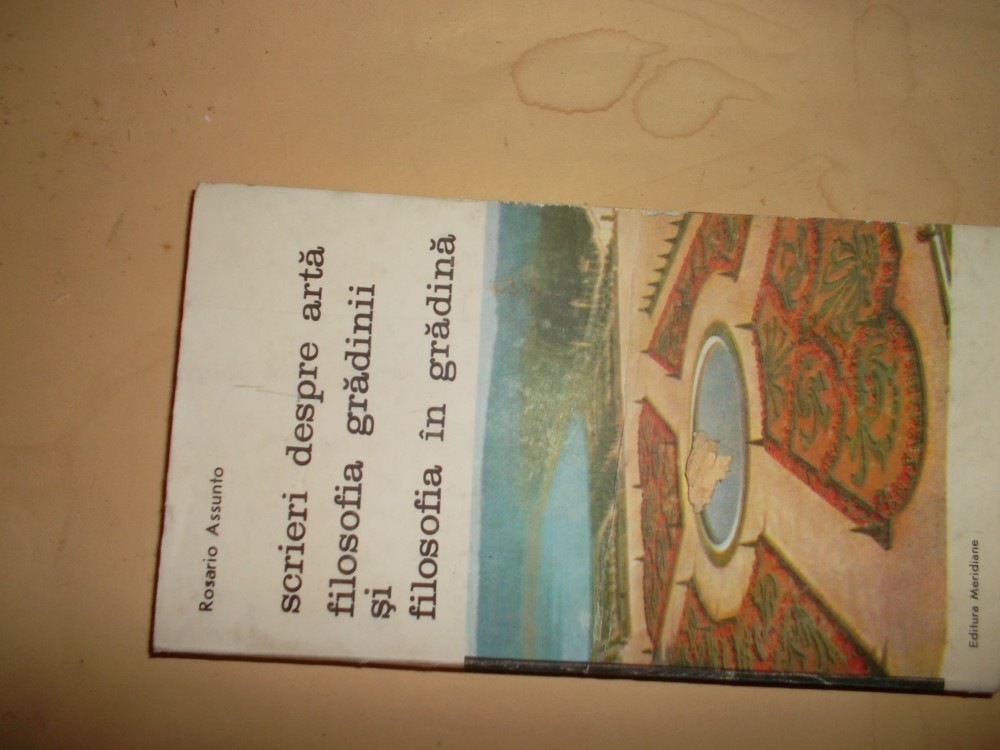 Rosario Assunto
scrieri despre artă
filosofia grădinii
și
filosofia în grădină
Editura Meridiane